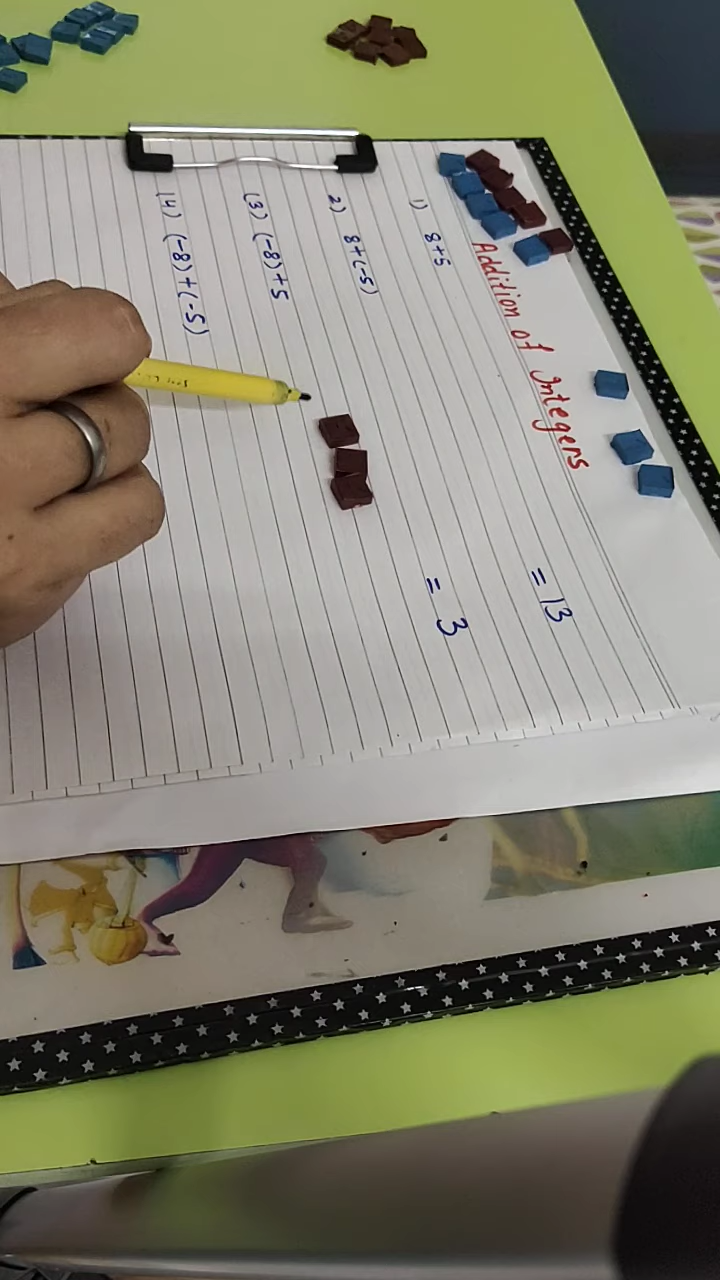 Addition of Integers
1) 8+5 = 13
2) 8+(-5) = 3
(3) (-8)+5
(4) (-8)+(-5)